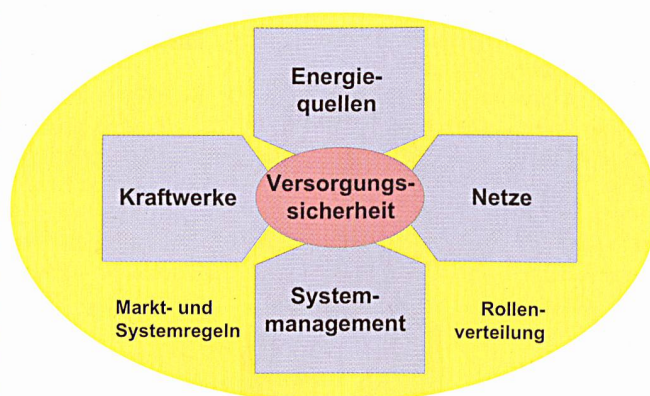 Energie-
quellen
Kraftwerke
Versorgungs-
sicherheit
Netze
System-
management
Markt- und
Systemregeln
Rollen-
verteilung